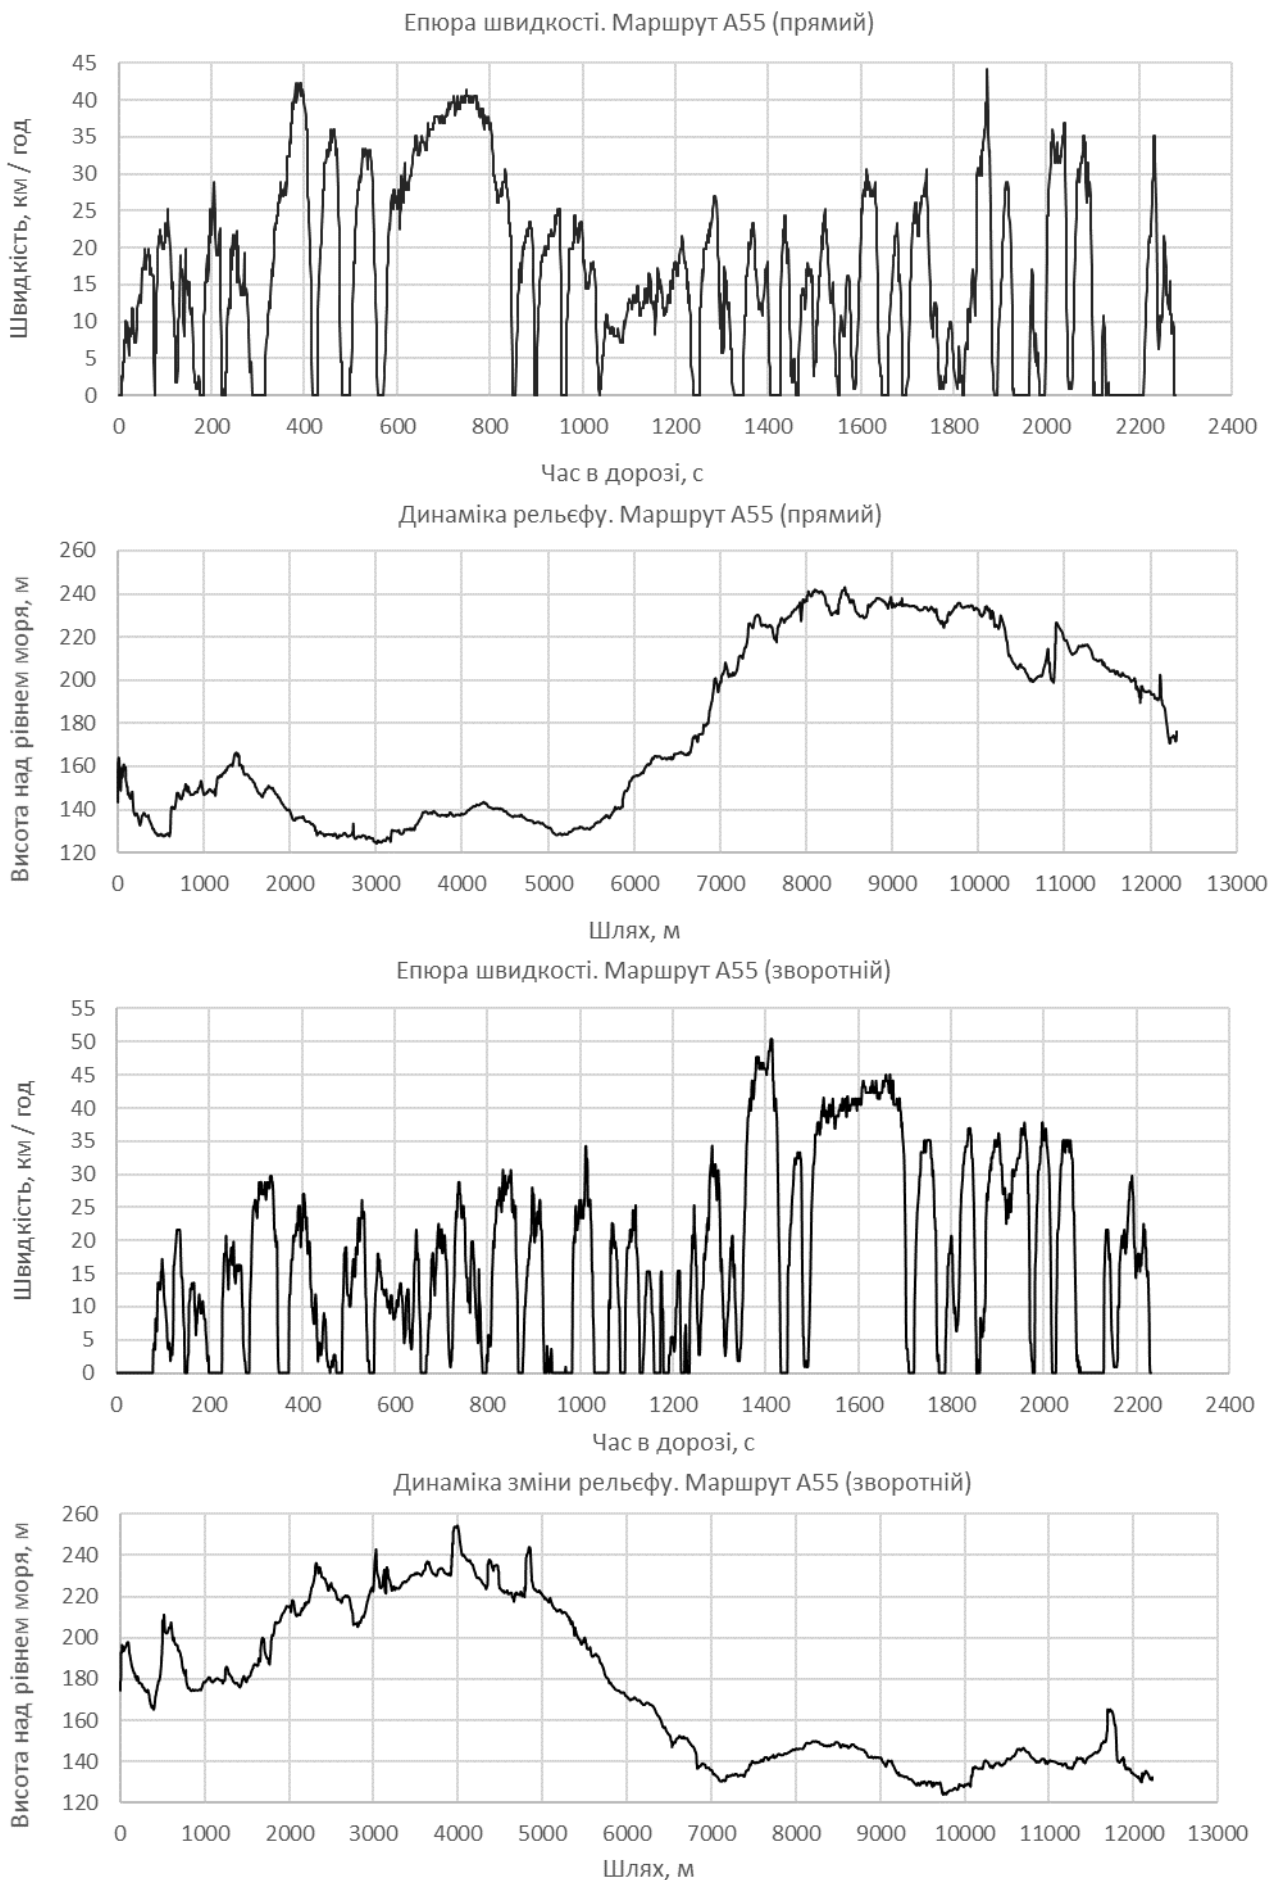 Епюра швидкості. Маршрут А55 (прямий)
Швидкість, км / год
45
40
35
30
25
20
15
10
5
0
0 200 400 600 800 1000 1200 1400 1600 1800 2000 2200 2400
Час в дорозі, с
Динаміка рельєфу. Маршрут А55 (прямий)
Висота над рівнем моря, м
260
240
220
200
180
160
140
120
0 1000 2000 3000 4000 5000 6000 7000 8000 9000 10000 11000 12000 13000
Шлях, м
Епюра швидкості. Маршрут А55 (зворотній)
Швидкість, км / год
55
50
45
40
35
30
25
20
15
10
5
0
0 200 400 600 800 1000 1200 1400 1600 1800 2000 2200 2400
Час в дорозі, с
Динаміка зміни рельєфу. Маршрут А55 (зворотній)
Висота над рівнем моря, м
260
240
220
200
180
160
140
120
0 1000 2000 3000 4000 5000 6000 7000 8000 9000 10000 11000 12000 13000
Шлях, м